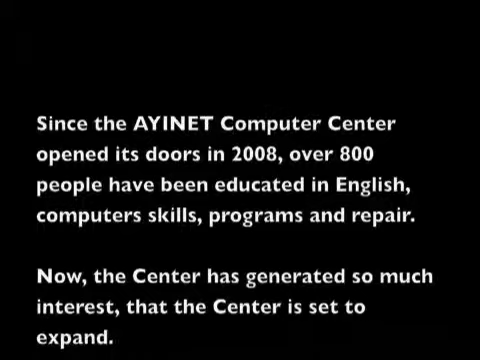 Since the AYINET Computer Center
opened its doors in 2008, over 800
people have been educated in English,
computers skills, programs and repair.
Now, the Center has generated so much
interest, that the Center is set to
expand.